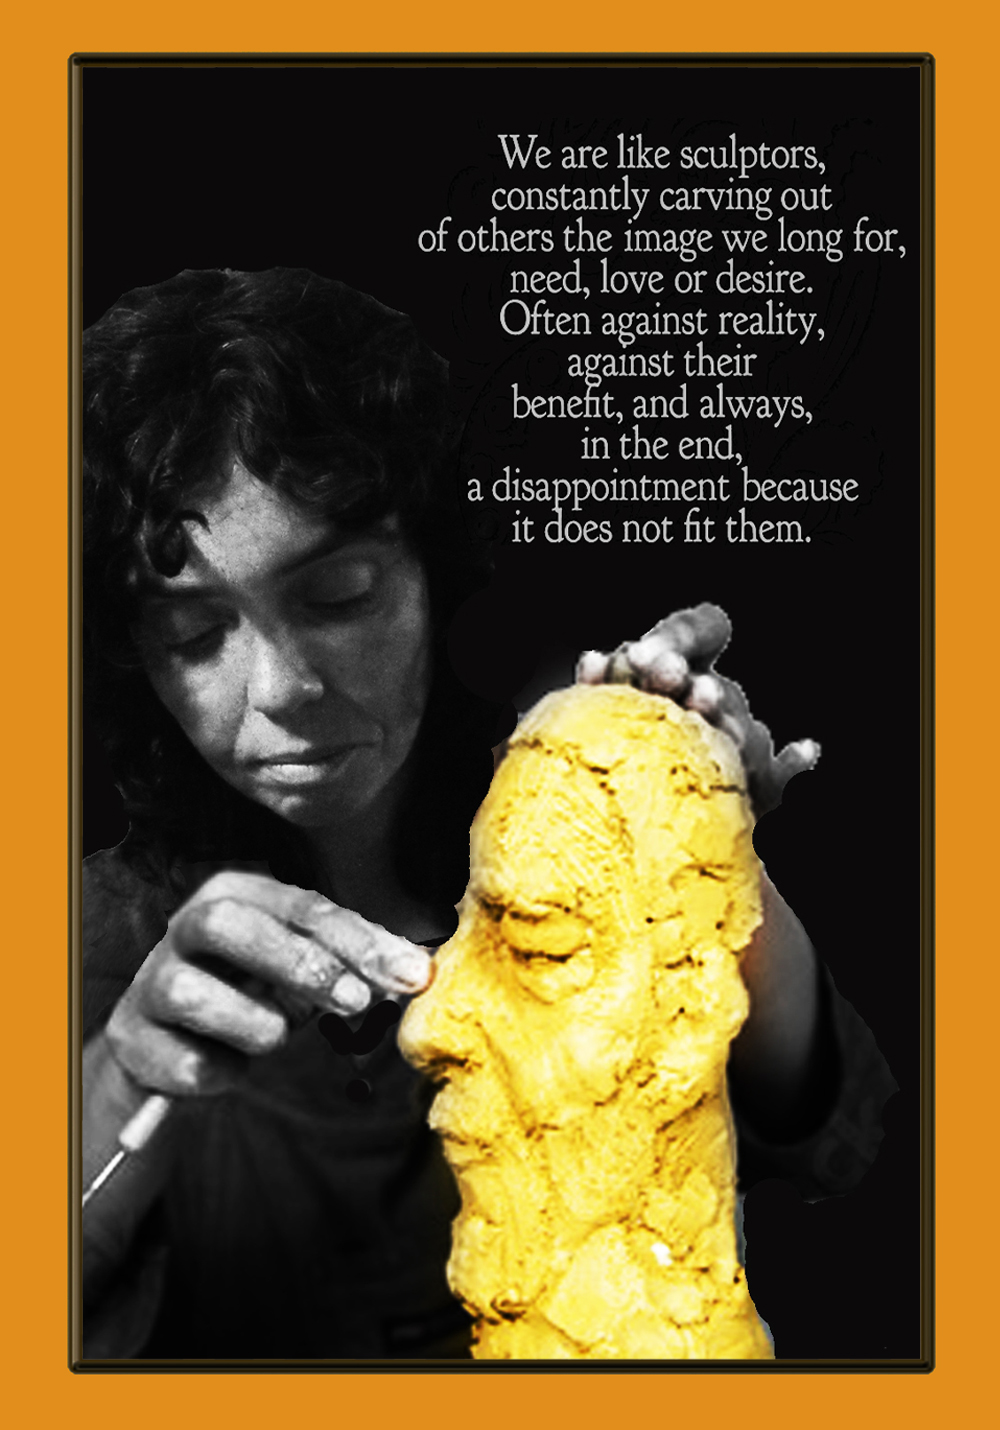 We are like sculptors,
constantly carving out
of others the image we long for,
need, love or desire.
Often against reality,
against their
benefit, and always,
in the end,
a disappointment because
it does not fit them.